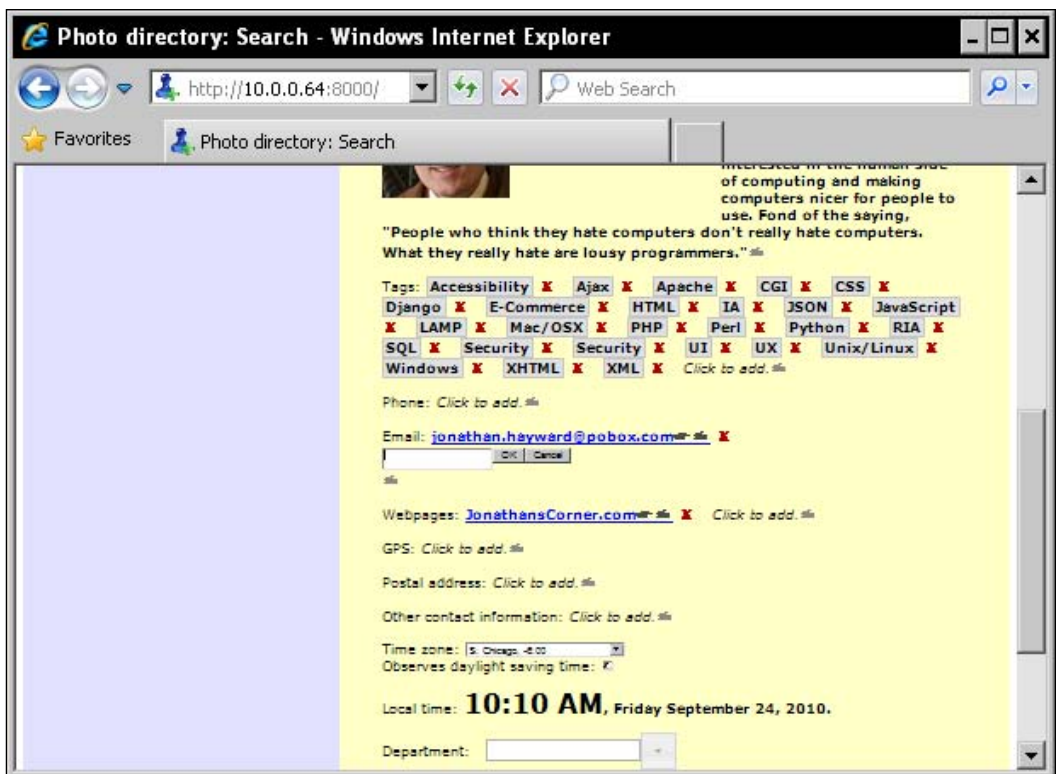 Photo directory: Search - Windows Internet Explorer
http://10.0.0.64:8000/
Web Search
Favorites
Photo directory: Search
interested in the human side
of computing and making
computers nicer for people to
use. Fond of the saying,
"People who think they hate computers don't really hate computers.
What they really hate are lousy programmers."
Tags: Accessibility X Ajax X Apache X CGI X CSS X
Django X E-Commerce X HTML X IA X JSON X JavaScript
X LAMP X Mac/OSX X PHP X Perl X Python X RIA X
SQL X Security X Security X UI X UX X Unix/Linux X
Windows X XHTML X XML X Click to add.
Phone: Click to add.
Email: jonathan.hayward@pobox.com X
OK Cancel
Webpages: JonathansCorner.com X Click to add.
GPS: Click to add.
Postal address: Click to add.
Other contact information: Click to add.
Time zone: S: Chicago, -6:00
Observes daylight saving time:
Local time: 10:10 AM, Friday September 24, 2010.
Department: